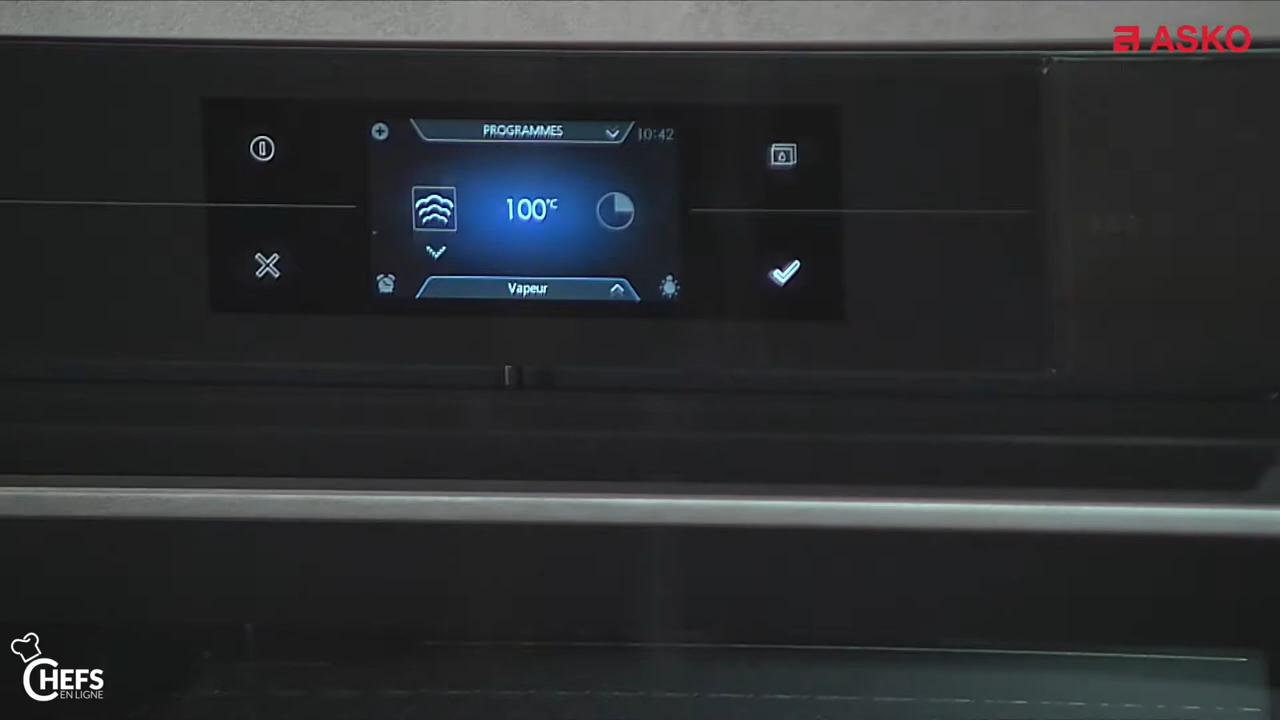 ASKO
PROGRAMMES
10:42
100°C
Vapeur
CHEFS
EN LIGNE